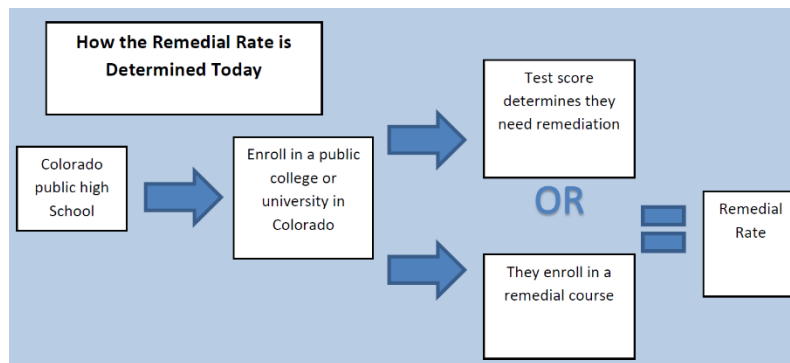 How the Remedial Rate is
Determined Today
Colorado
public high
School
Enroll in a public
college or
university in
Colorado
Test score
determines they
need remediation
OR
They enroll in a
remedial course
Remedial
Rate